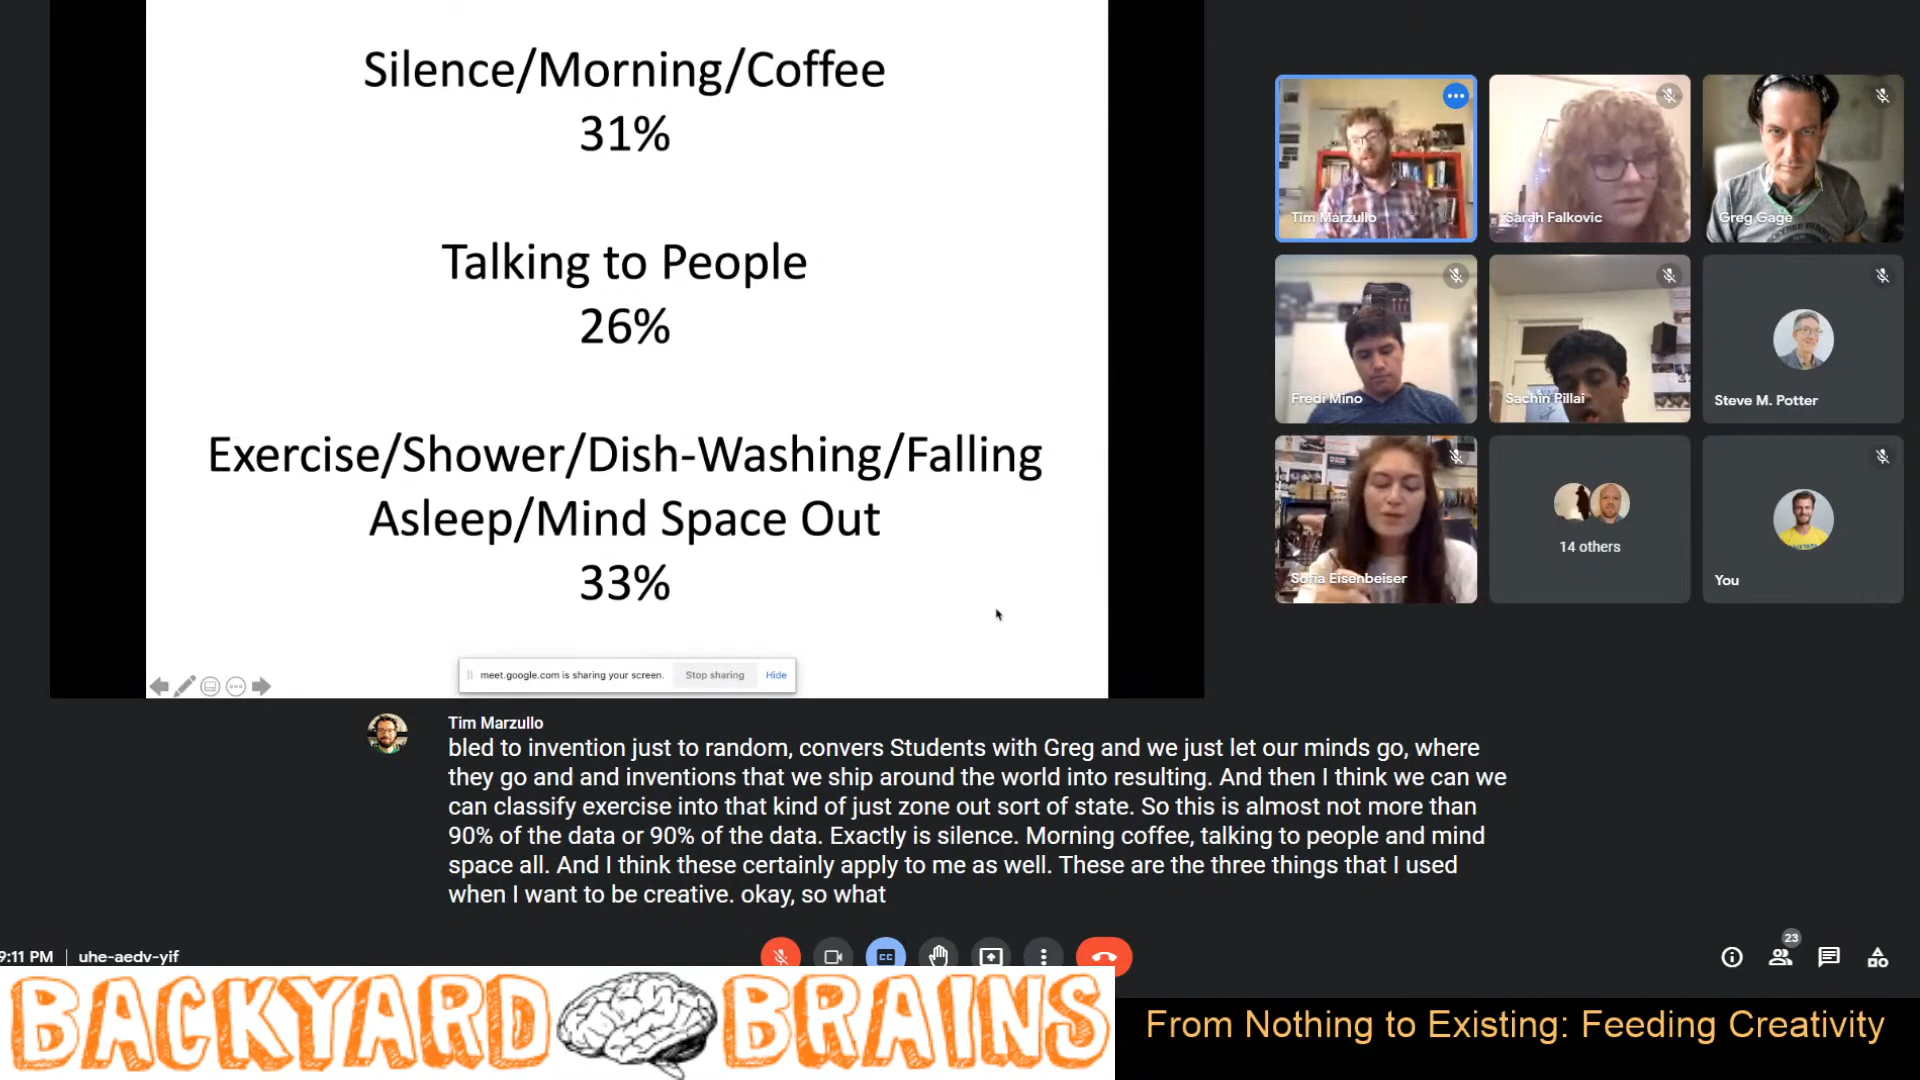 Silence/Morning/Coffee
31%
Talking to People
26%
Exercise/Shower/Dish-Washing/Falling
Asleep/Mind Space Out
33%
meet.google.com is sharing your screen.
Stop sharing
Hide
Tim Marzullo
Sarah Falkovic
Greg Gage
Fredi Mino
Sachin Pillai
Steve M. Potter
Sofia Eisenbeiser
14 others
You
Tim Marzullo
bled to invention just to random, convers Students with Greg and we just let our minds go, where
they go and and inventions that we ship around the world into resulting. And then I think we can we
can classify exercise into that kind of just zone out sort of state. So this is almost not more than
90% of the data or 90% of the data. Exactly is silence. Morning coffee, talking to people and mind
space all. And I think these certainly apply to me as well. These are the three things that I used
when I want to be creative. okay, so what
9:11 PM | uhe-aedv-yif
CC
23
BACKYARD BRAINS
From Nothing to Existing: Feeding Creativity